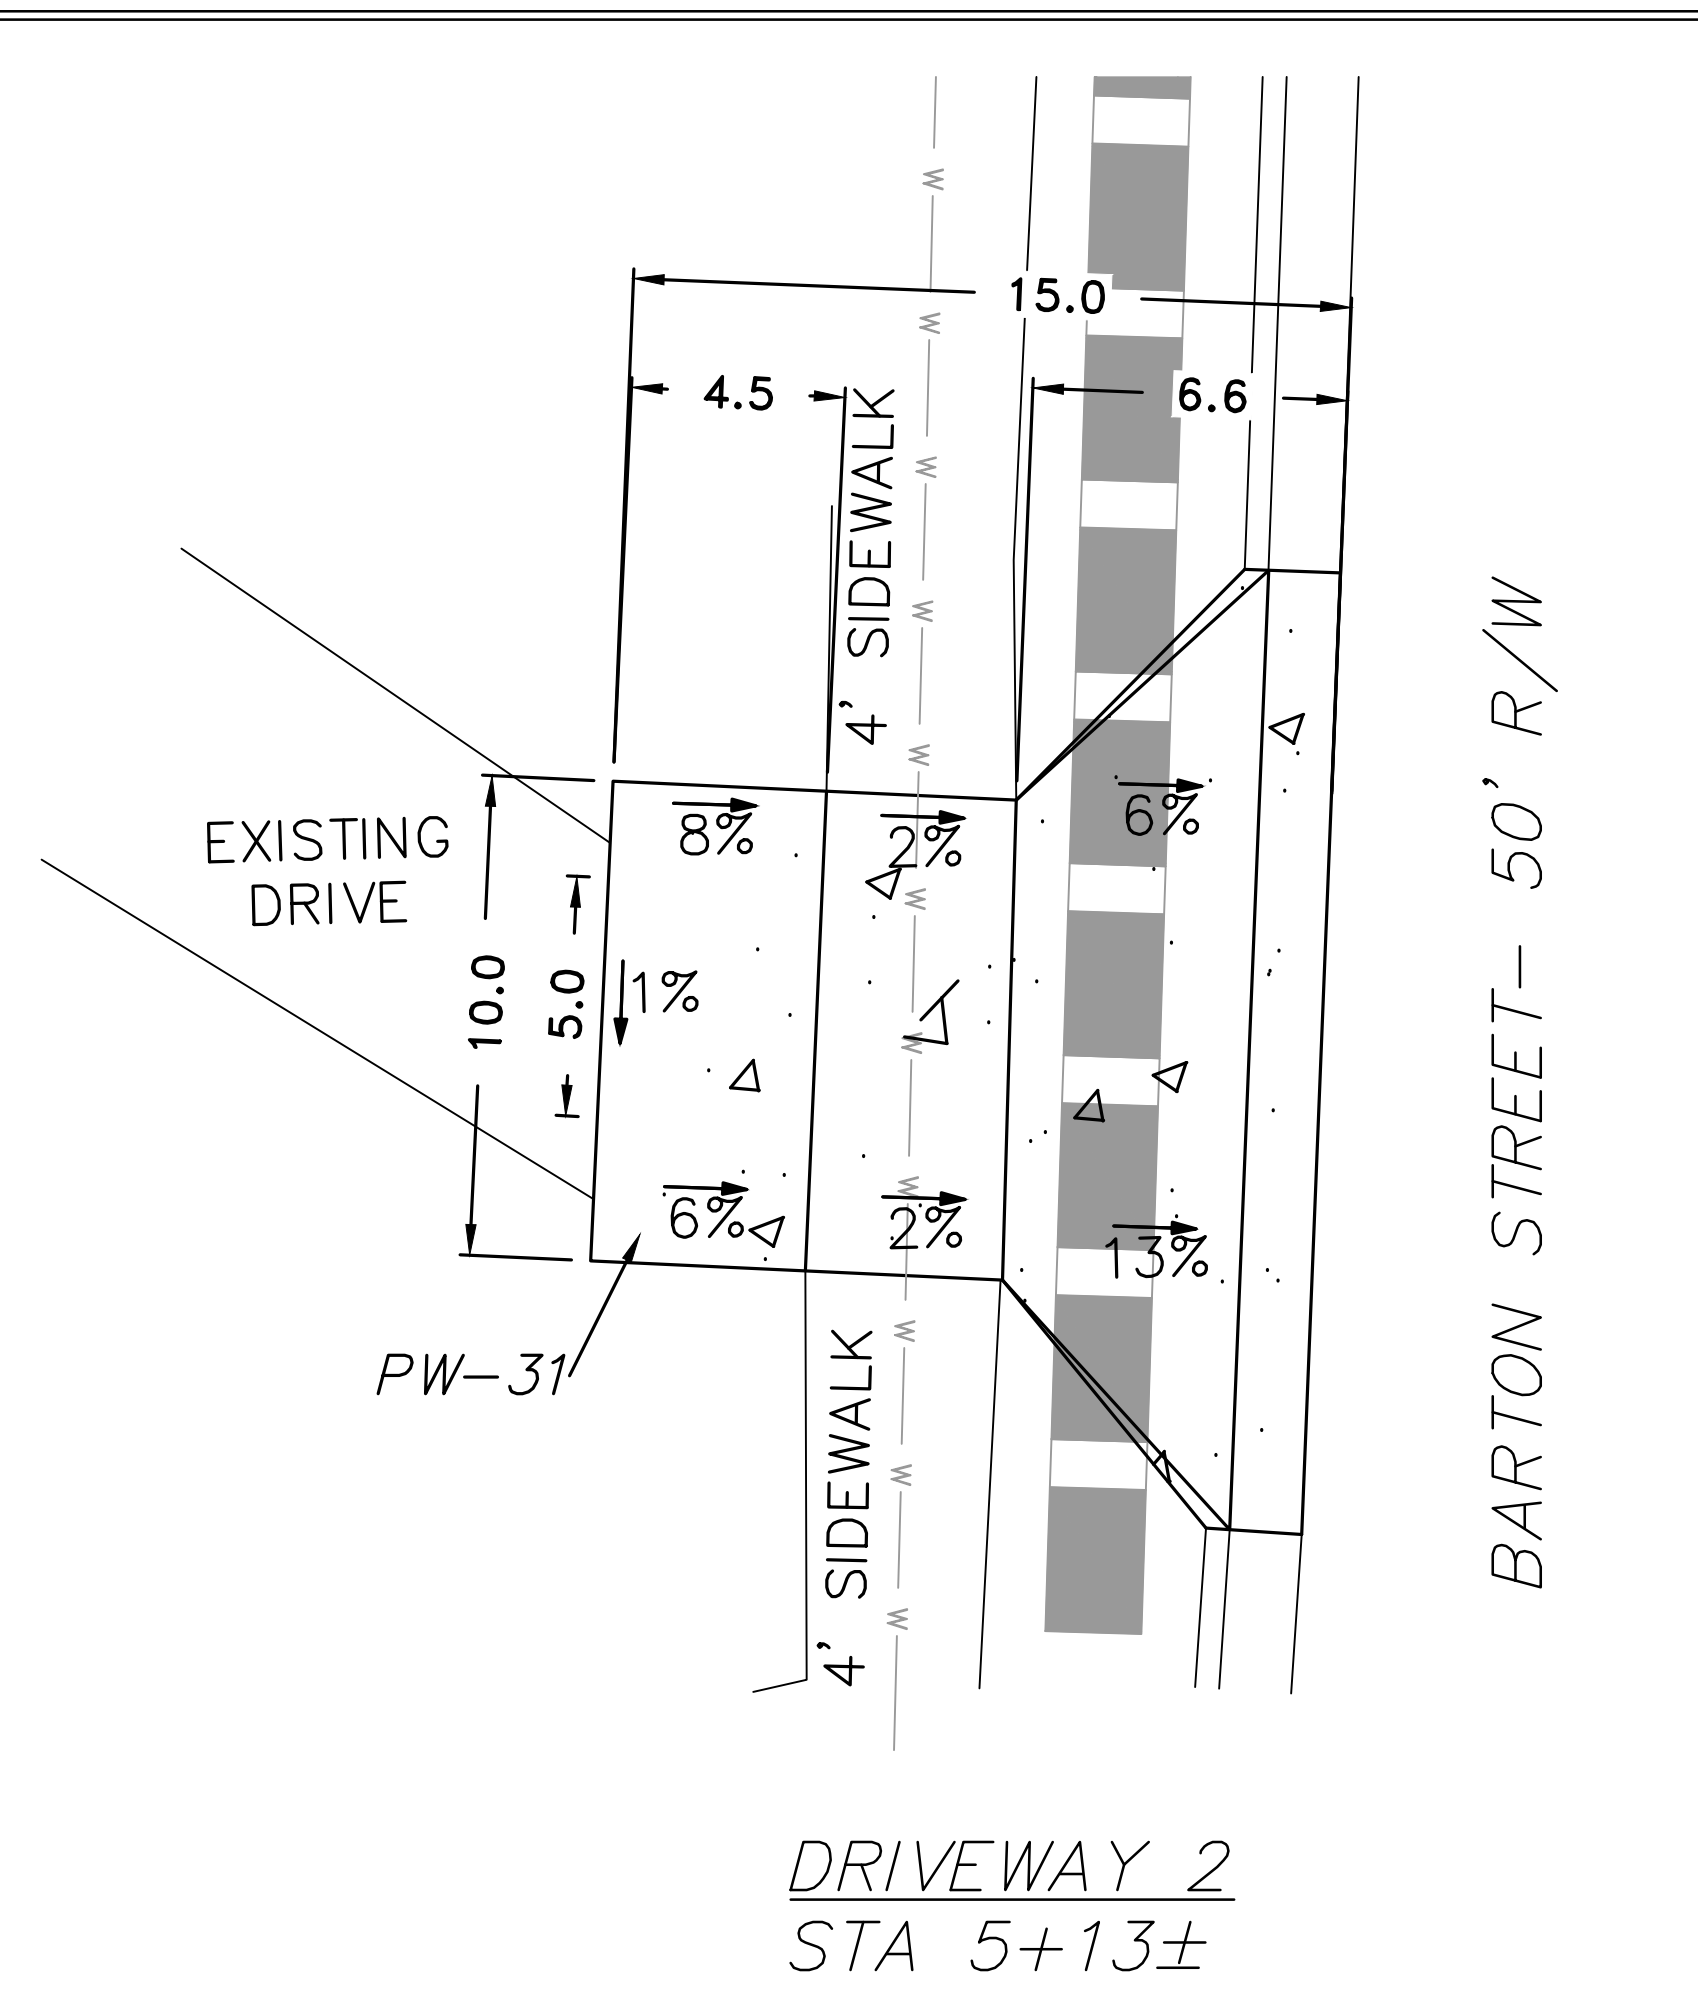 15.0
4.5
6.6
4' SIDEWALK
EXISTING
DRIVE
10.0
5.0
8%
2%
6%
1%
6%
2%
13%
PW-31
4' SIDEWALK
BARTON STREET- 50' R/W
DRIVEWAY 2
STA 5+13±